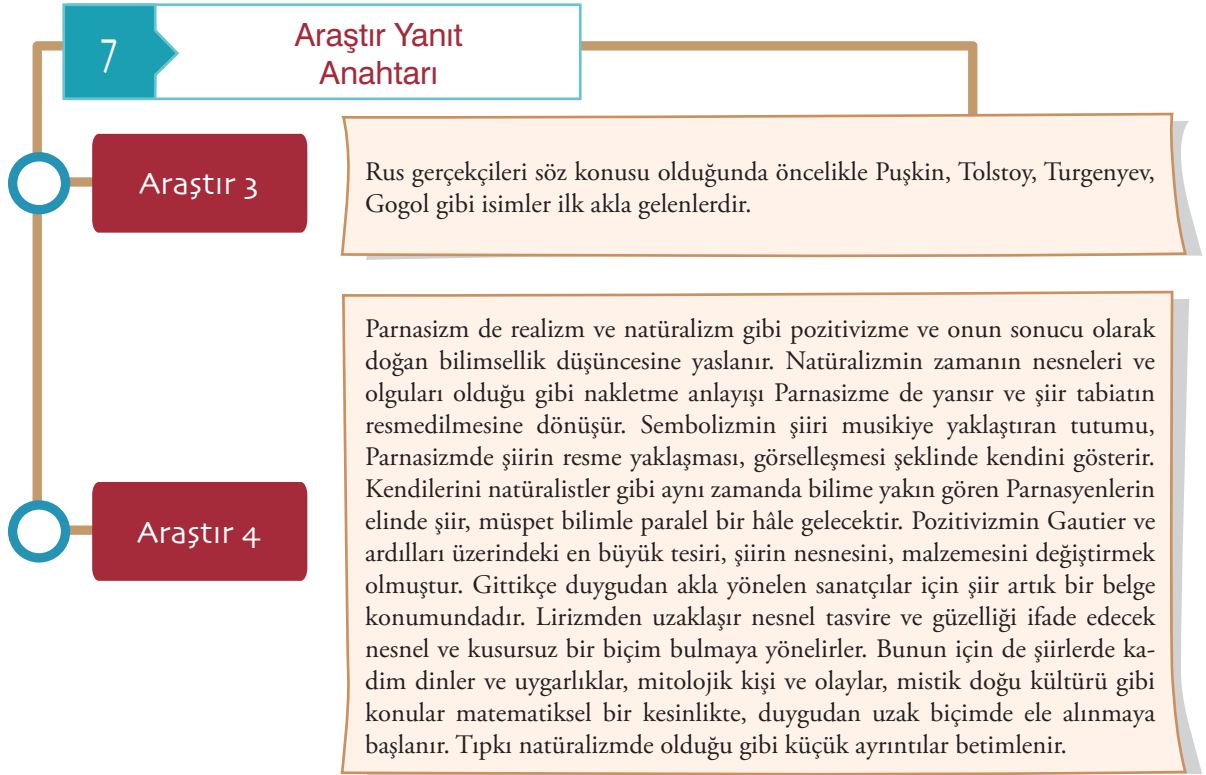 7
Araştır Yanıt
Anahtarı
Araştır 3
Rus gerçekçileri söz konusu olduğunda öncelikle Puşkin, Tolstoy, Turgenyev,
Gogol gibi isimler ilk akla gelenlerdir.
Araştır 4
Parnasizm de realizm ve natüralizm gibi pozitivizme ve onun sonucu olarak
doğan bilimsellik düşüncesine yaslanır. Natüralizmin zamanın nesneleri ve
olguları olduğu gibi nakletme anlayışı Parnasizme de yansır ve şiir tabiatın
resmedilmesine dönüşür. Sembolizmin şiiri musikiye yaklaştıran tutumu,
Parnasizmde şiirin resme yaklaşması, görselleşmesi şeklinde kendini gösterir.
Kendilerini natüralistler gibi aynı zamanda bilime yakın gören Parnasyenlerin
elinde şiir, müspet bilimle paralel bir hâle gelecektir. Pozitivizmin Gautier ve
ardılları üzerindeki en büyük tesiri, şiirin nesnesini, malzemesini değiştirmek
olmuştur. Gittikçe duygudan akla yönelen sanatçılar için şiir artık bir belge
konumundadır. Lirizmden uzaklaşır nesnel tasvire ve güzelliği ifade edecek
nesnel ve kusursuz bir biçim bulmaya yönelirler. Bunun için de şiirlerde ka-
dim dinler ve uygarlıklar, mitolojik kişi ve olaylar, mistik doğu kültürü gibi
konular matematiksel bir kesinlikte, duygudan uzak biçimde ele alınmaya
başlanır. Tıpkı natüralizmde olduğu gibi küçük ayrıntılar betimlenir.